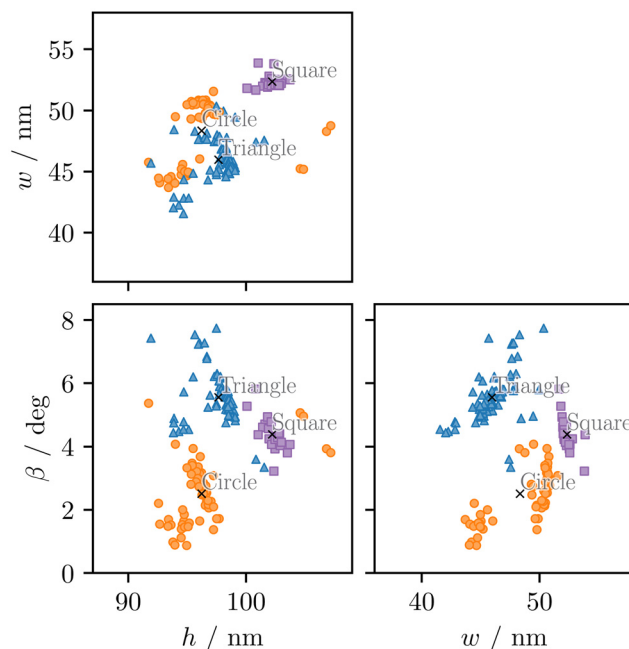 55
50
45
40
w / nm
Square
Circle
Triangle
8
6
4
2
0
β / deg
Triangle
Square
Circle
90
100
h / nm
Triangle
Square
Circle
40
50
w / nm